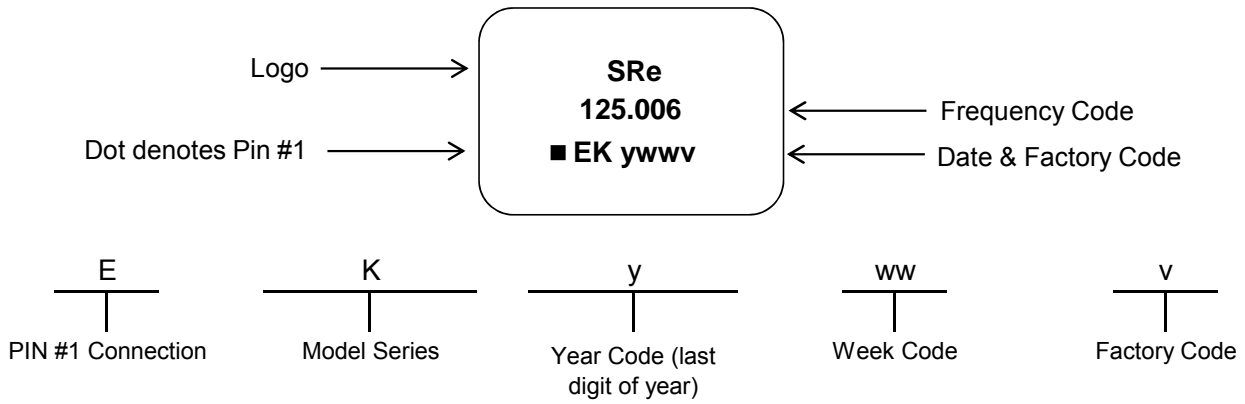 Logo
SRe
125.006
Frequency Code
Dot denotes Pin #1
■ EK ywwv
Date & Factory Code
E
K
y
ww
v
PIN #1 Connection
Model Series
Year Code (last
digit of year)
Week Code
Factory Code